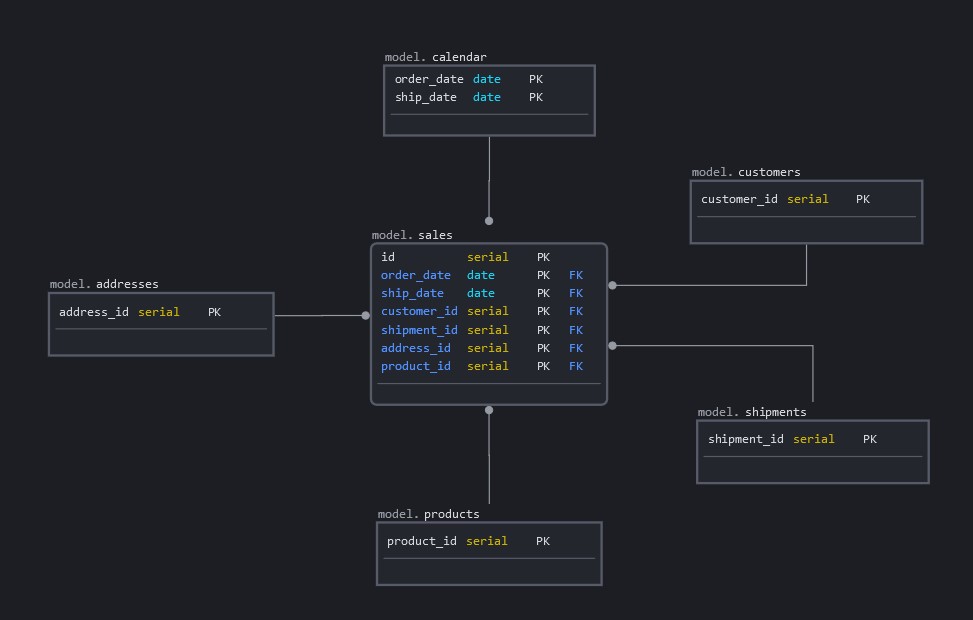 model. calendar
order_date date PK
ship_date date PK
model. customers
customer_id serial PK
model. sales
id serial PK
order_date date PK FK
ship_date date PK FK
customer_id serial PK FK
shipment_id serial PK FK
address_id serial PK FK
product_id serial PK FK
model. addresses
address_id serial PK
model. shipments
shipment_id serial PK
model. products
product_id serial PK